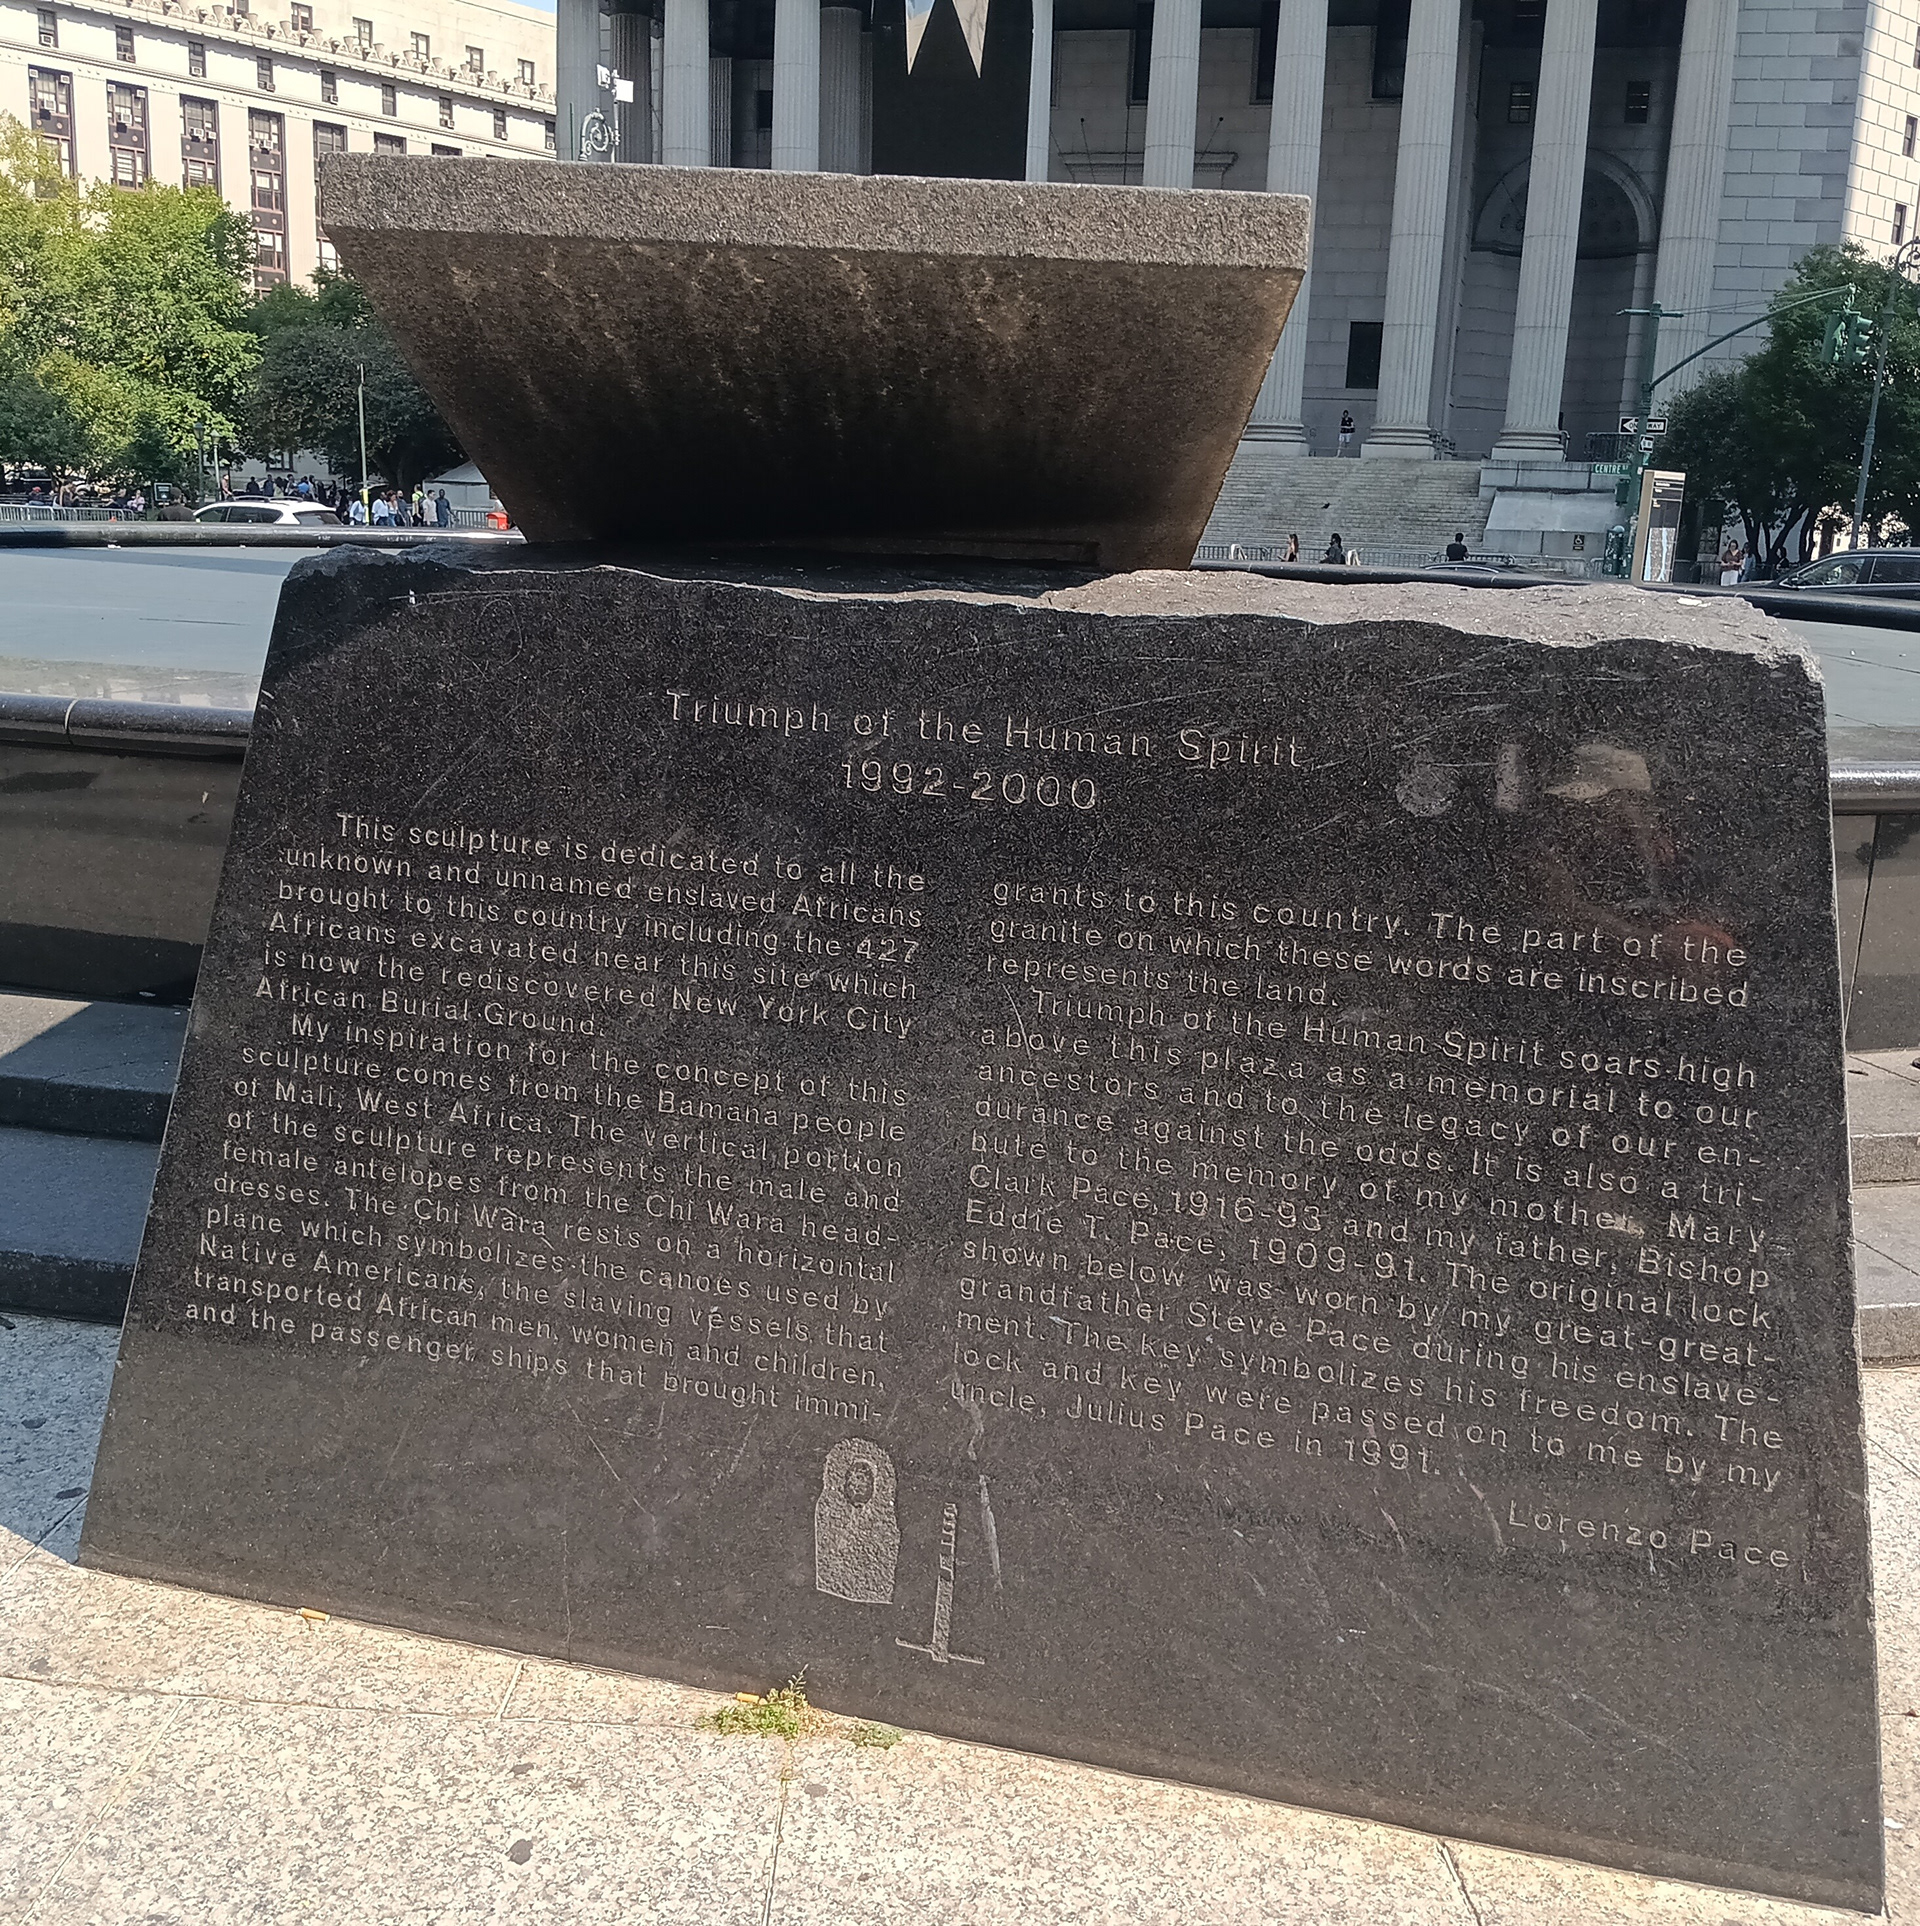 Triumph of the Human Spirit
1992-2000
This sculpture is dedicated to all the
unknown and unnamed enslaved Africans
brought to this country including the 427
Africans excavated near this site which
is now the rediscovered New York City
African Burial Ground.
My inspiration for the concept of this
sculpture comes from the Bamana people
of Mali, West Africa. The vertical portion
of the sculpture represents the male and
female antelopes from the Chi Wara head-
dresses. The Chi Wara rests on a horizontal
plane which symbolizes the canoes used by
Native Americans, the slaving vessels that
transported African men, women and children,
and the passenger ships that brought immi-
grants to this country. The part of the
granite on which these words are inscribed
represents the land.
Triumph of the Human Spirit soars high
above this plaza as a memorial to our
ancestors and to the legacy of our en-
durance against the odds. It is also a tri-
bute to the memory of my mother, Mary
Clark Pace, 1916-93 and my father, Bishop
Eddie T. Pace, 1909-91. The original lock
shown below was worn by my great-great-
grandfather Steve Pace during his enslave-
ment. The key symbolizes his freedom. The
lock and key were passed on to me by my
uncle, Julius Pace in 1991.
Lorenzo Pace
CENTRE